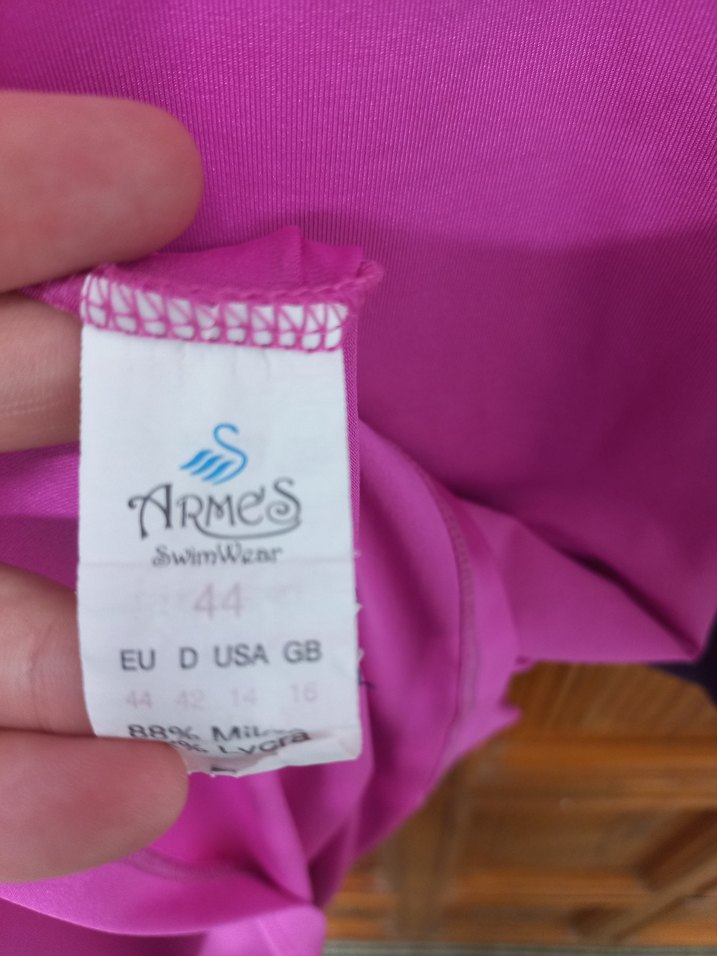 ARMES
SwimWear
44
EU D USA GB
44 42 14 16
88%
% Lycra